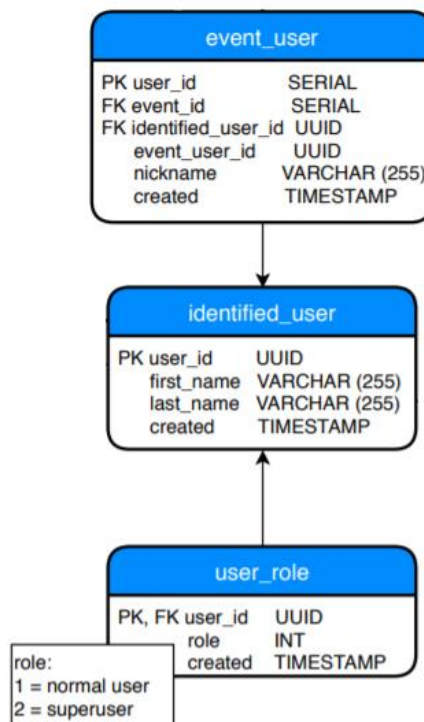 event_user
PK user_id SERIAL
FK event_id SERIAL
FK identified_user_id UUID
event_user_id UUID
nickname VARCHAR (255)
created TIMESTAMP
identified_user
PK user_id UUID
first_name VARCHAR (255)
last_name VARCHAR (255)
created TIMESTAMP
user_role
PK, FK user_id UUID
role INT
created TIMESTAMP
role:
1 = normal user
2 = superuser